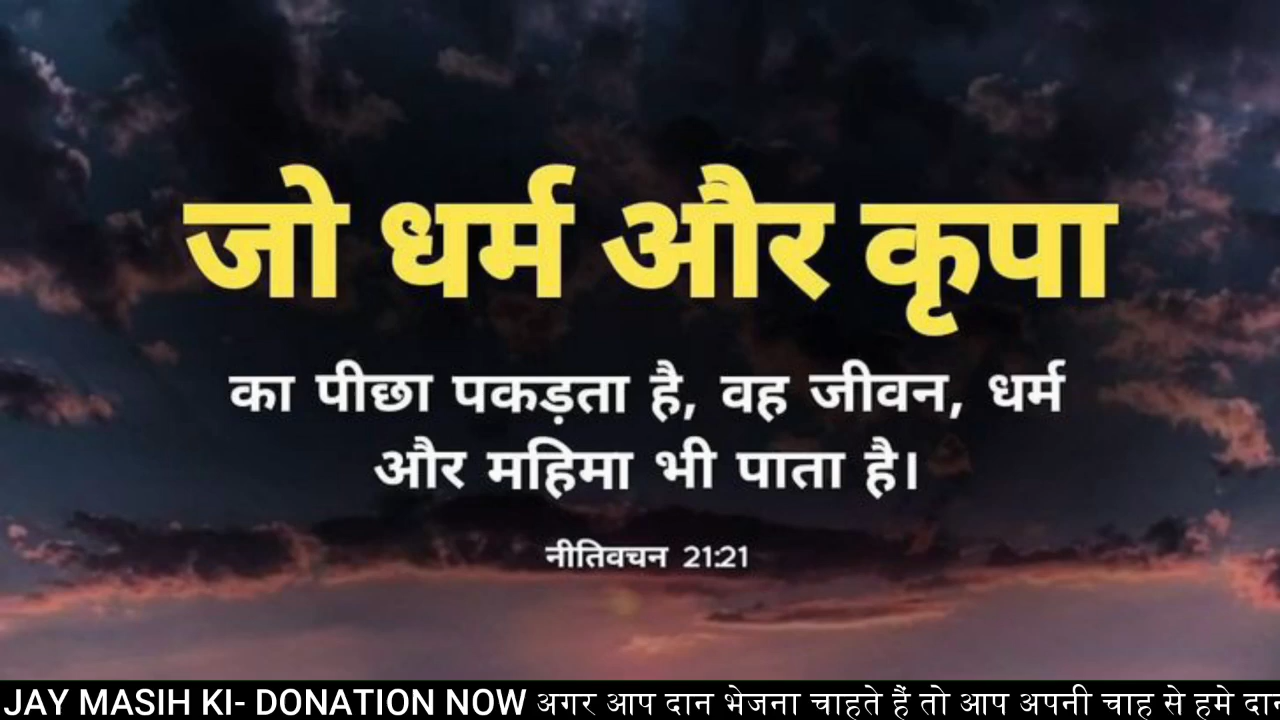 जो धर्म और कृपा
का पीछा पकड़ता है, वह जीवन, धर्म
और महिमा भी पाता है।
नीतिवचन 21:21
JAY MASIH KI- DONATION NOW अगर आप दान भेजना चाहते हैं तो आप अपनी चाह से हमे